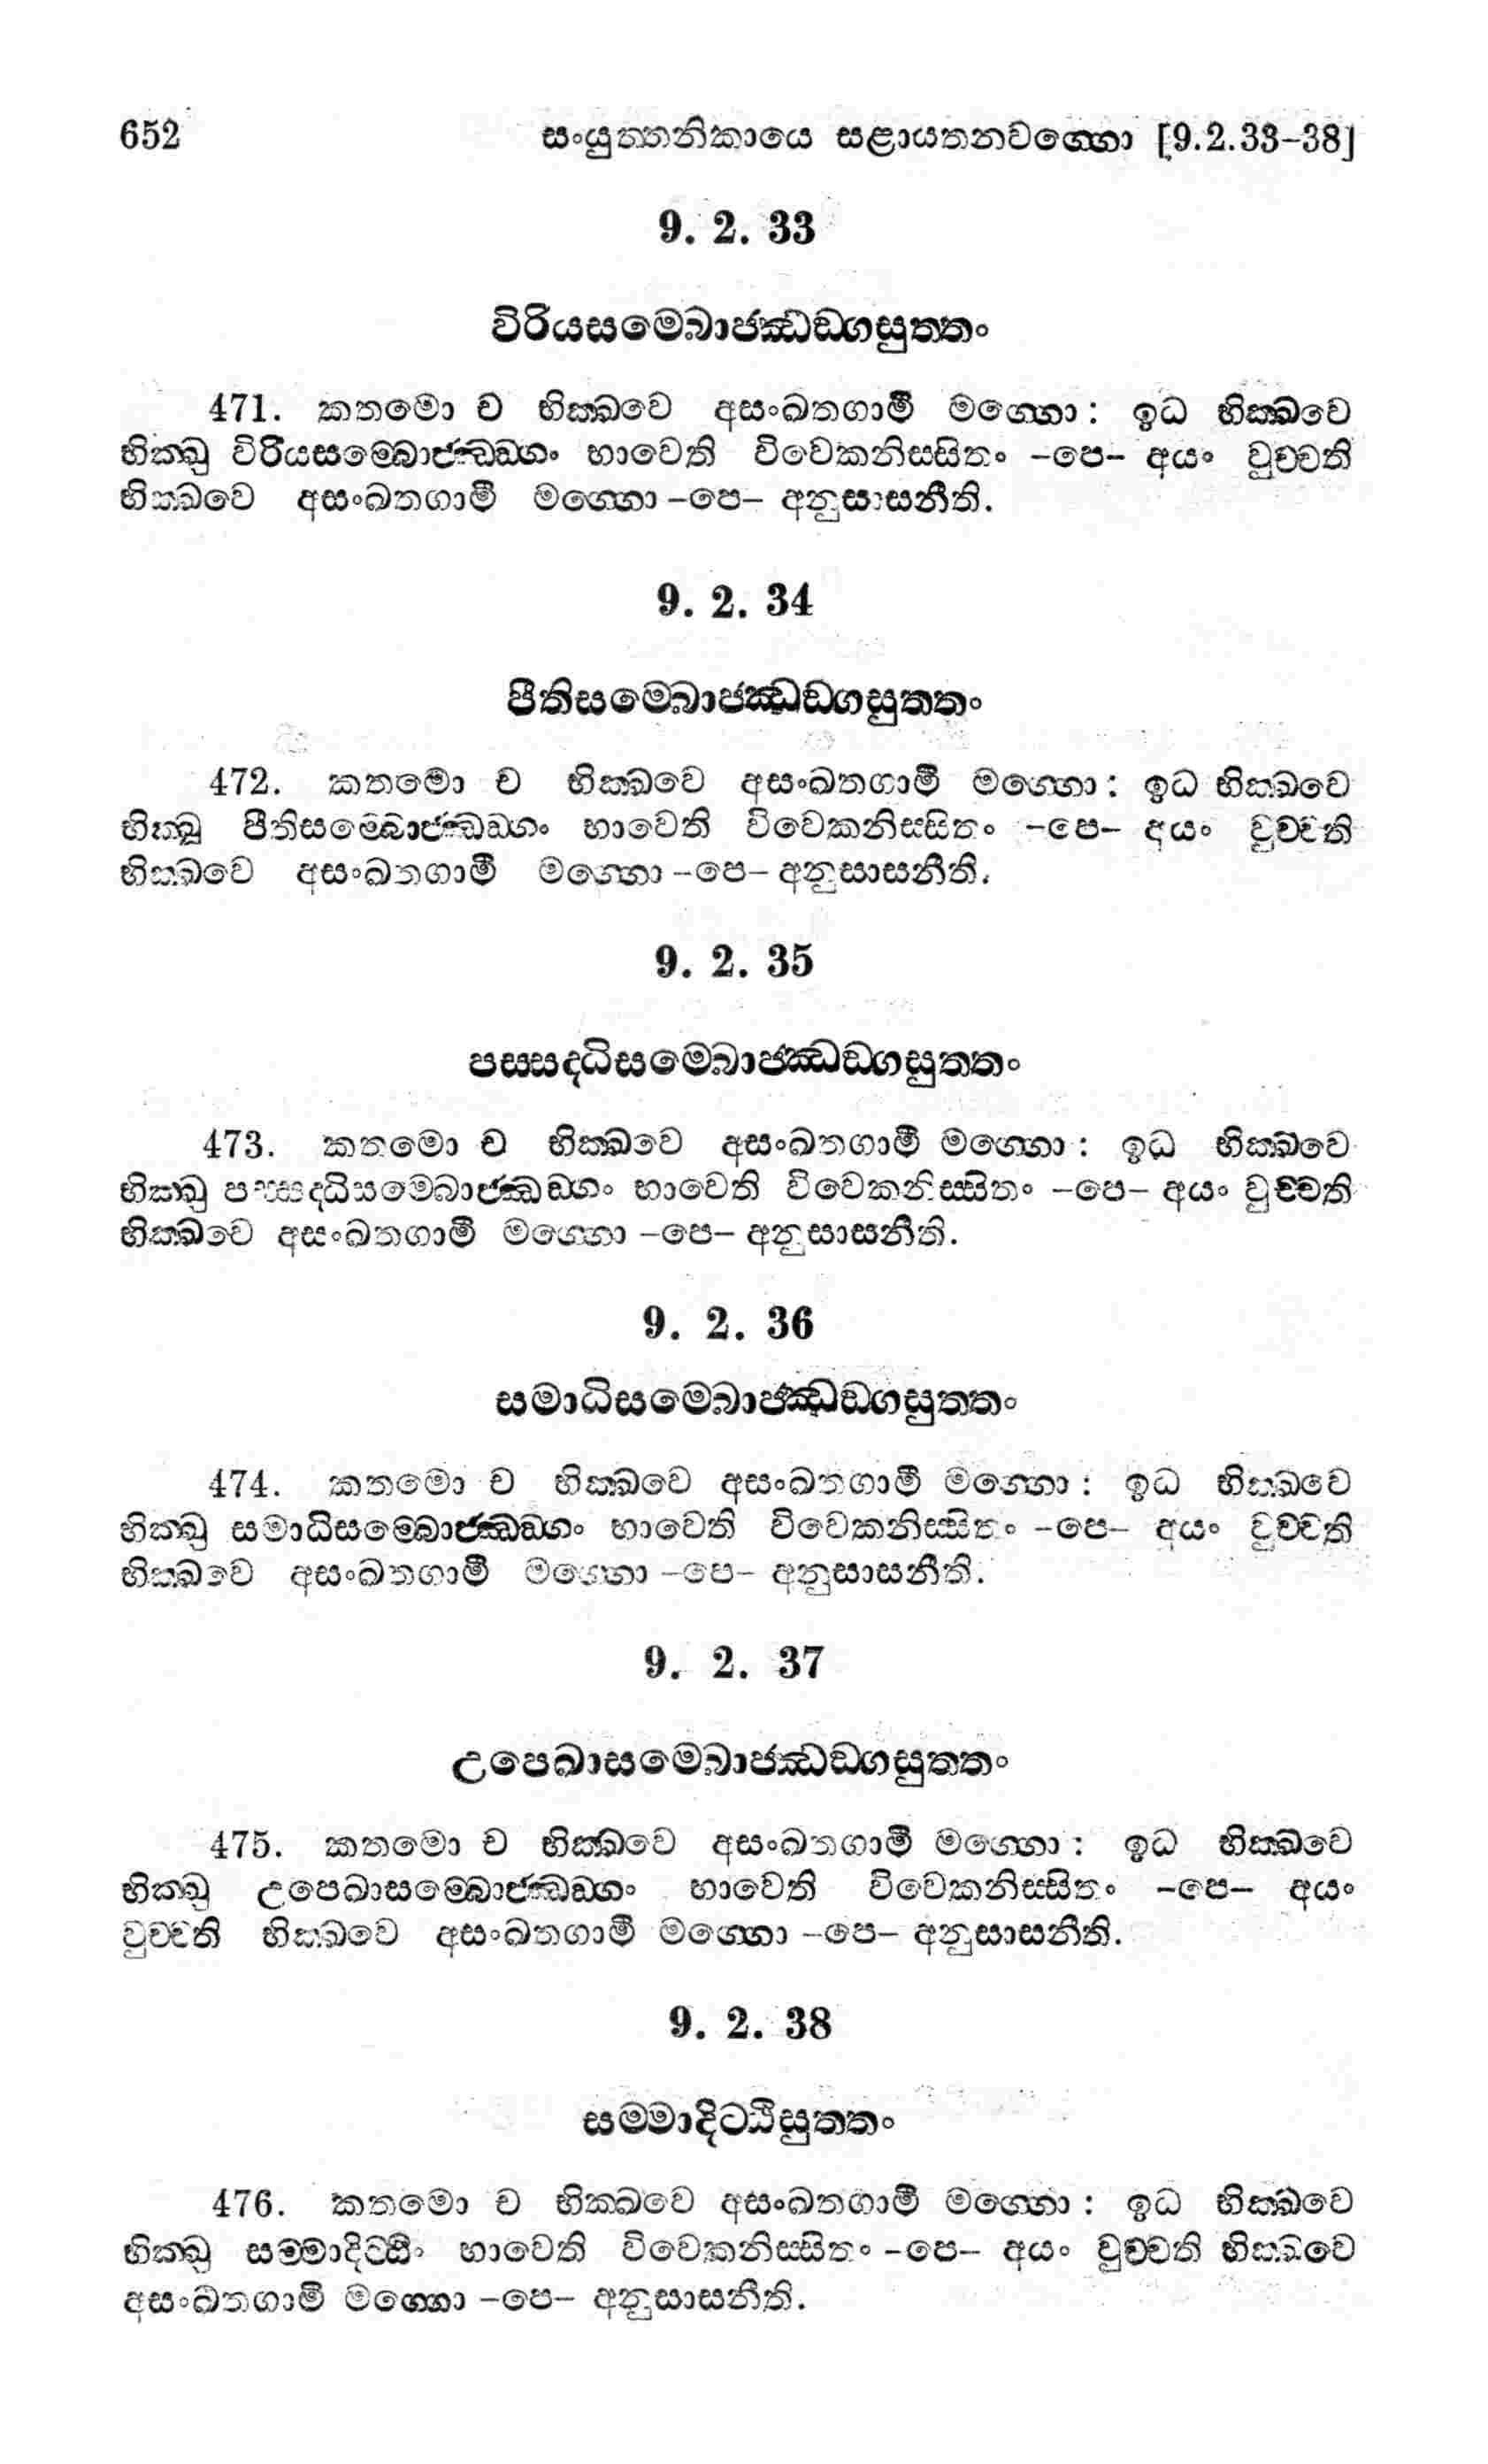 652 සංයුත්තනිකායෙ සළායතනවග්ගො [9.2.33-38]
9. 2. 33
විරියසම්බොජ්ඣඞ්ගසුත්තං
471. කතමො ච භික්ඛවෙ අසංඛතගාමී මග්ගො: ඉධ භික්ඛවෙ
භික්ඛු විරියසම්බොජ්ඣඞ්ගං භාවෙති විවෙකනිස්සිතං -පෙ- අයං වුච්චති
භික්ඛවෙ අසංඛතගාමී මග්ගො -පෙ- අනුසාසනීති.
9. 2. 34
පීතිසම්බොජ්ඣඞ්ගසුත්තං
472. කතමො ච භික්ඛවෙ අසංඛතගාමී මග්ගො: ඉධ භික්ඛවෙ
භික්ඛු පීතිසම්බොජ්ඣඞ්ගං භාවෙති විවෙකනිස්සිතං -පෙ- අයං වුච්චති
භික්ඛවෙ අසංඛතගාමී මග්ගො -පෙ- අනුසාසනීති.
9. 2. 35
පස්සද්ධිසම්බොජ්ඣඞ්ගසුත්තං
473. කතමො ච භික්ඛවෙ අසංඛතගාමී මග්ගො: ඉධ භික්ඛවෙ
භික්ඛු පස්සද්ධිසම්බොජ්ඣඞ්ගං භාවෙති විවෙකනිස්සිතං -පෙ- අයං වුච්චති
භික්ඛවෙ අසංඛතගාමී මග්ගො -පෙ- අනුසාසනීති.
9. 2. 36
සමාධිසම්බොජ්ඣඞ්ගසුත්තං
474. කතමො ච භික්ඛවෙ අසංඛතගාමී මග්ගො: ඉධ භික්ඛවෙ
භික්ඛු සමාධිසම්බොජ්ඣඞ්ගං භාවෙති විවෙකනිස්සිතං -පෙ- අයං වුච්චති
භික්ඛවෙ අසංඛතගාමී මග්ගො -පෙ- අනුසාසනීති.
9. 2. 37
උපෙඛාසම්බොජ්ඣඞ්ගසුත්තං
475. කතමො ච භික්ඛවෙ අසංඛතගාමී මග්ගො: ඉධ භික්ඛවෙ
භික්ඛු උපෙඛාසම්බොජ්ඣඞ්ගං භාවෙති විවෙකනිස්සිතං -පෙ- අයං
වුච්චති භික්ඛවෙ අසංඛතගාමී මග්ගො -පෙ- අනුසාසනීති.
9. 2. 38
සම්මාදිට්ඨිසුත්තං
476. කතමො ච භික්ඛවෙ අසංඛතගාමී මග්ගො: ඉධ භික්ඛවෙ
භික්ඛු සම්මාදිට්ඨිං භාවෙති විවෙකනිස්සිතං -පෙ- අයං වුච්චති භික්ඛවෙ
අසංඛතගාමී මග්ගො -පෙ- අනුසාසනීති.